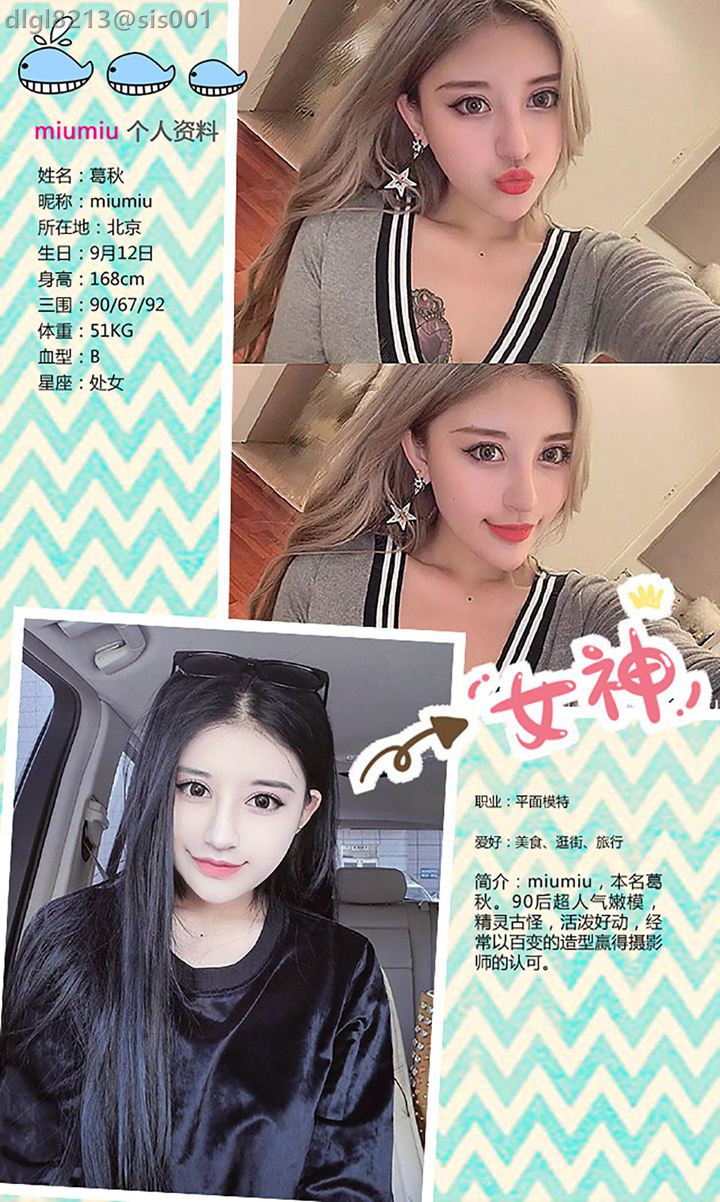 dlgl8213@sis001
miumiu 个人资料
姓名：葛秋
昵称：miumiu
所在地：北京
生日：9月12日
身高：168cm
三围：90/67/92
体重：51KG
血型：B
星座：处女
女神
职业：平面模特
爱好：美食、逛街、旅行
简介：miumiu，本名葛
秋。90后超人气嫩模，
精灵古怪，活泼好动，经
常以百变的造型赢得摄影
师的认可。